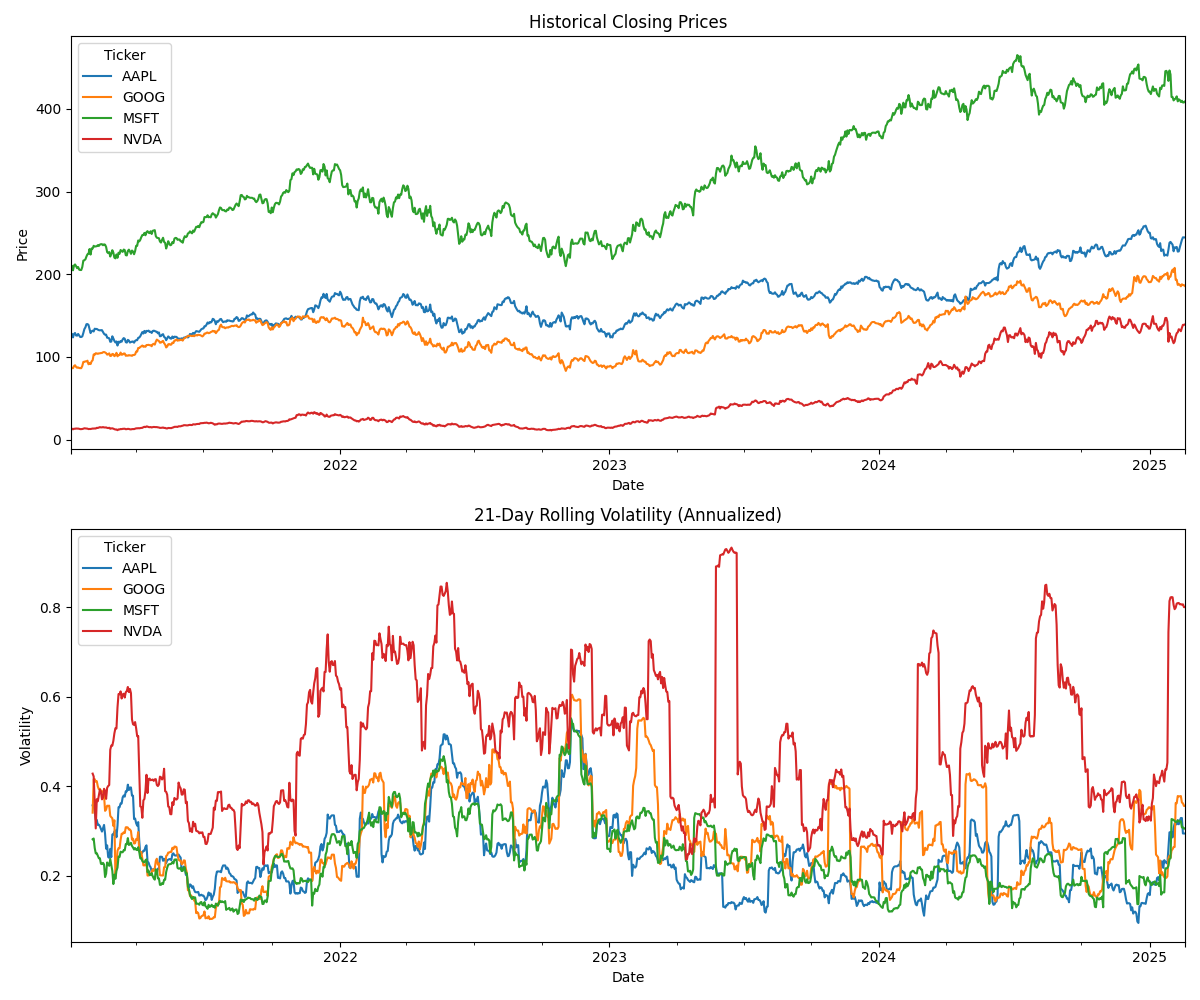 Historical Closing Prices
Ticker
AAPL
GOOG
MSFT
NVDA
400
300
200
100
0
Price
2022 2023 2024 2025
Date
21-Day Rolling Volatility (Annualized)
Ticker
AAPL
GOOG
MSFT
NVDA
0.8
0.6
0.4
0.2
Volatility
2022 2023 2024 2025
Date